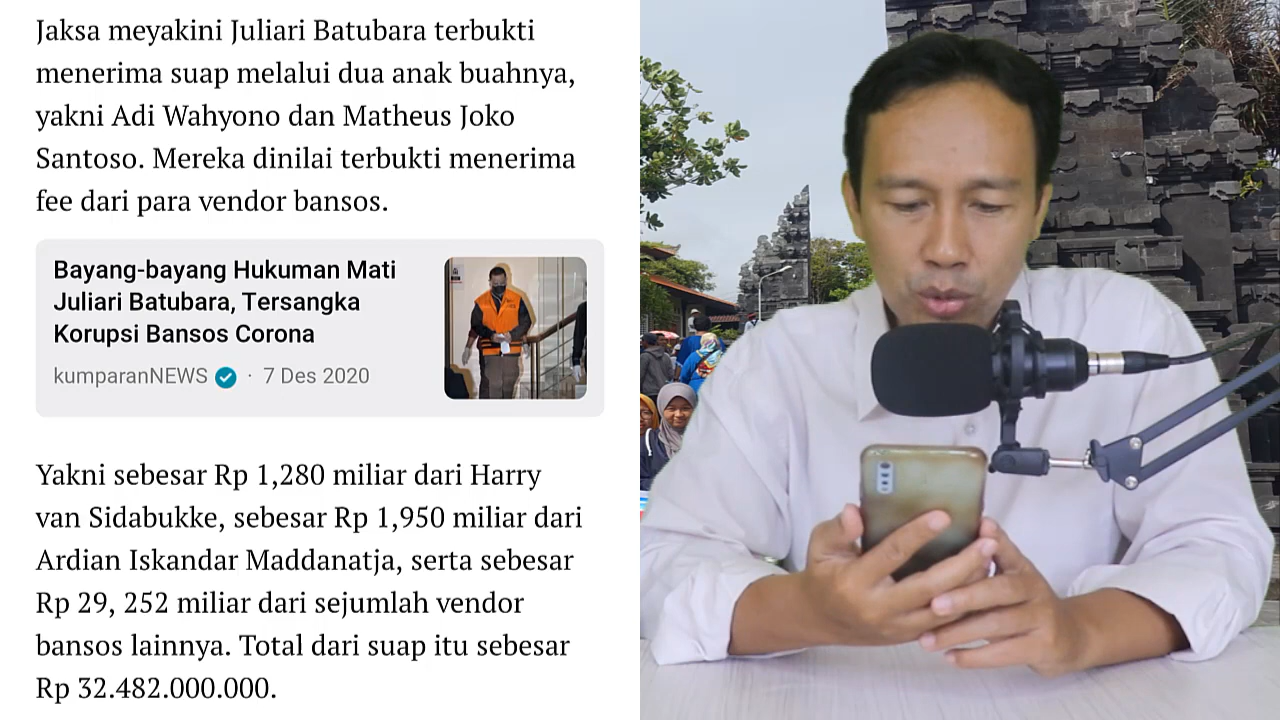 Jaksa meyakini Juliari Batubara terbukti
menerima suap melalui dua anak buahnya,
yakni Adi Wahyono dan Matheus Joko
Santoso. Mereka dinilai terbukti menerima
fee dari para vendor bansos.
Bayang-bayang Hukuman Mati
Juliari Batubara, Tersangka
Korupsi Bansos Corona
kumparanNEWS · 7 Des 2020
Yakni sebesar Rp 1,280 miliar dari Harry
van Sidabukke, sebesar Rp 1,950 miliar dari
Ardian Iskandar Maddanatja, serta sebesar
Rp 29, 252 miliar dari sejumlah vendor
bansos lainnya. Total dari suap itu sebesar
Rp 32.482.000.000.